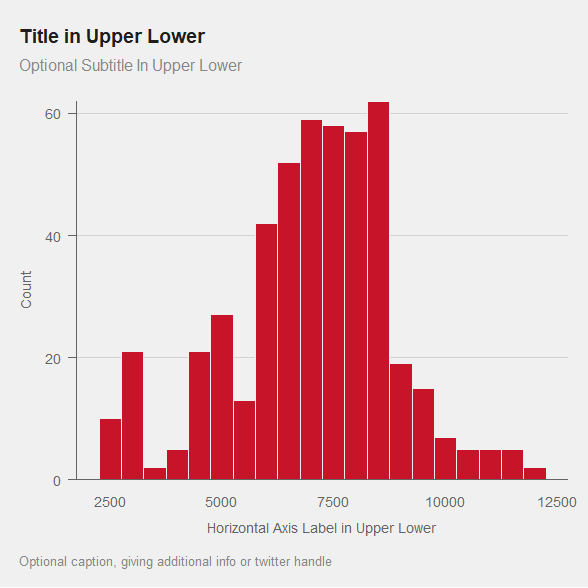 Title in Upper Lower
Optional Subtitle In Upper Lower
60
40
20
0
Count
2500 5000 7500 10000 12500
Horizontal Axis Label in Upper Lower
Optional caption, giving additional info or twitter handle